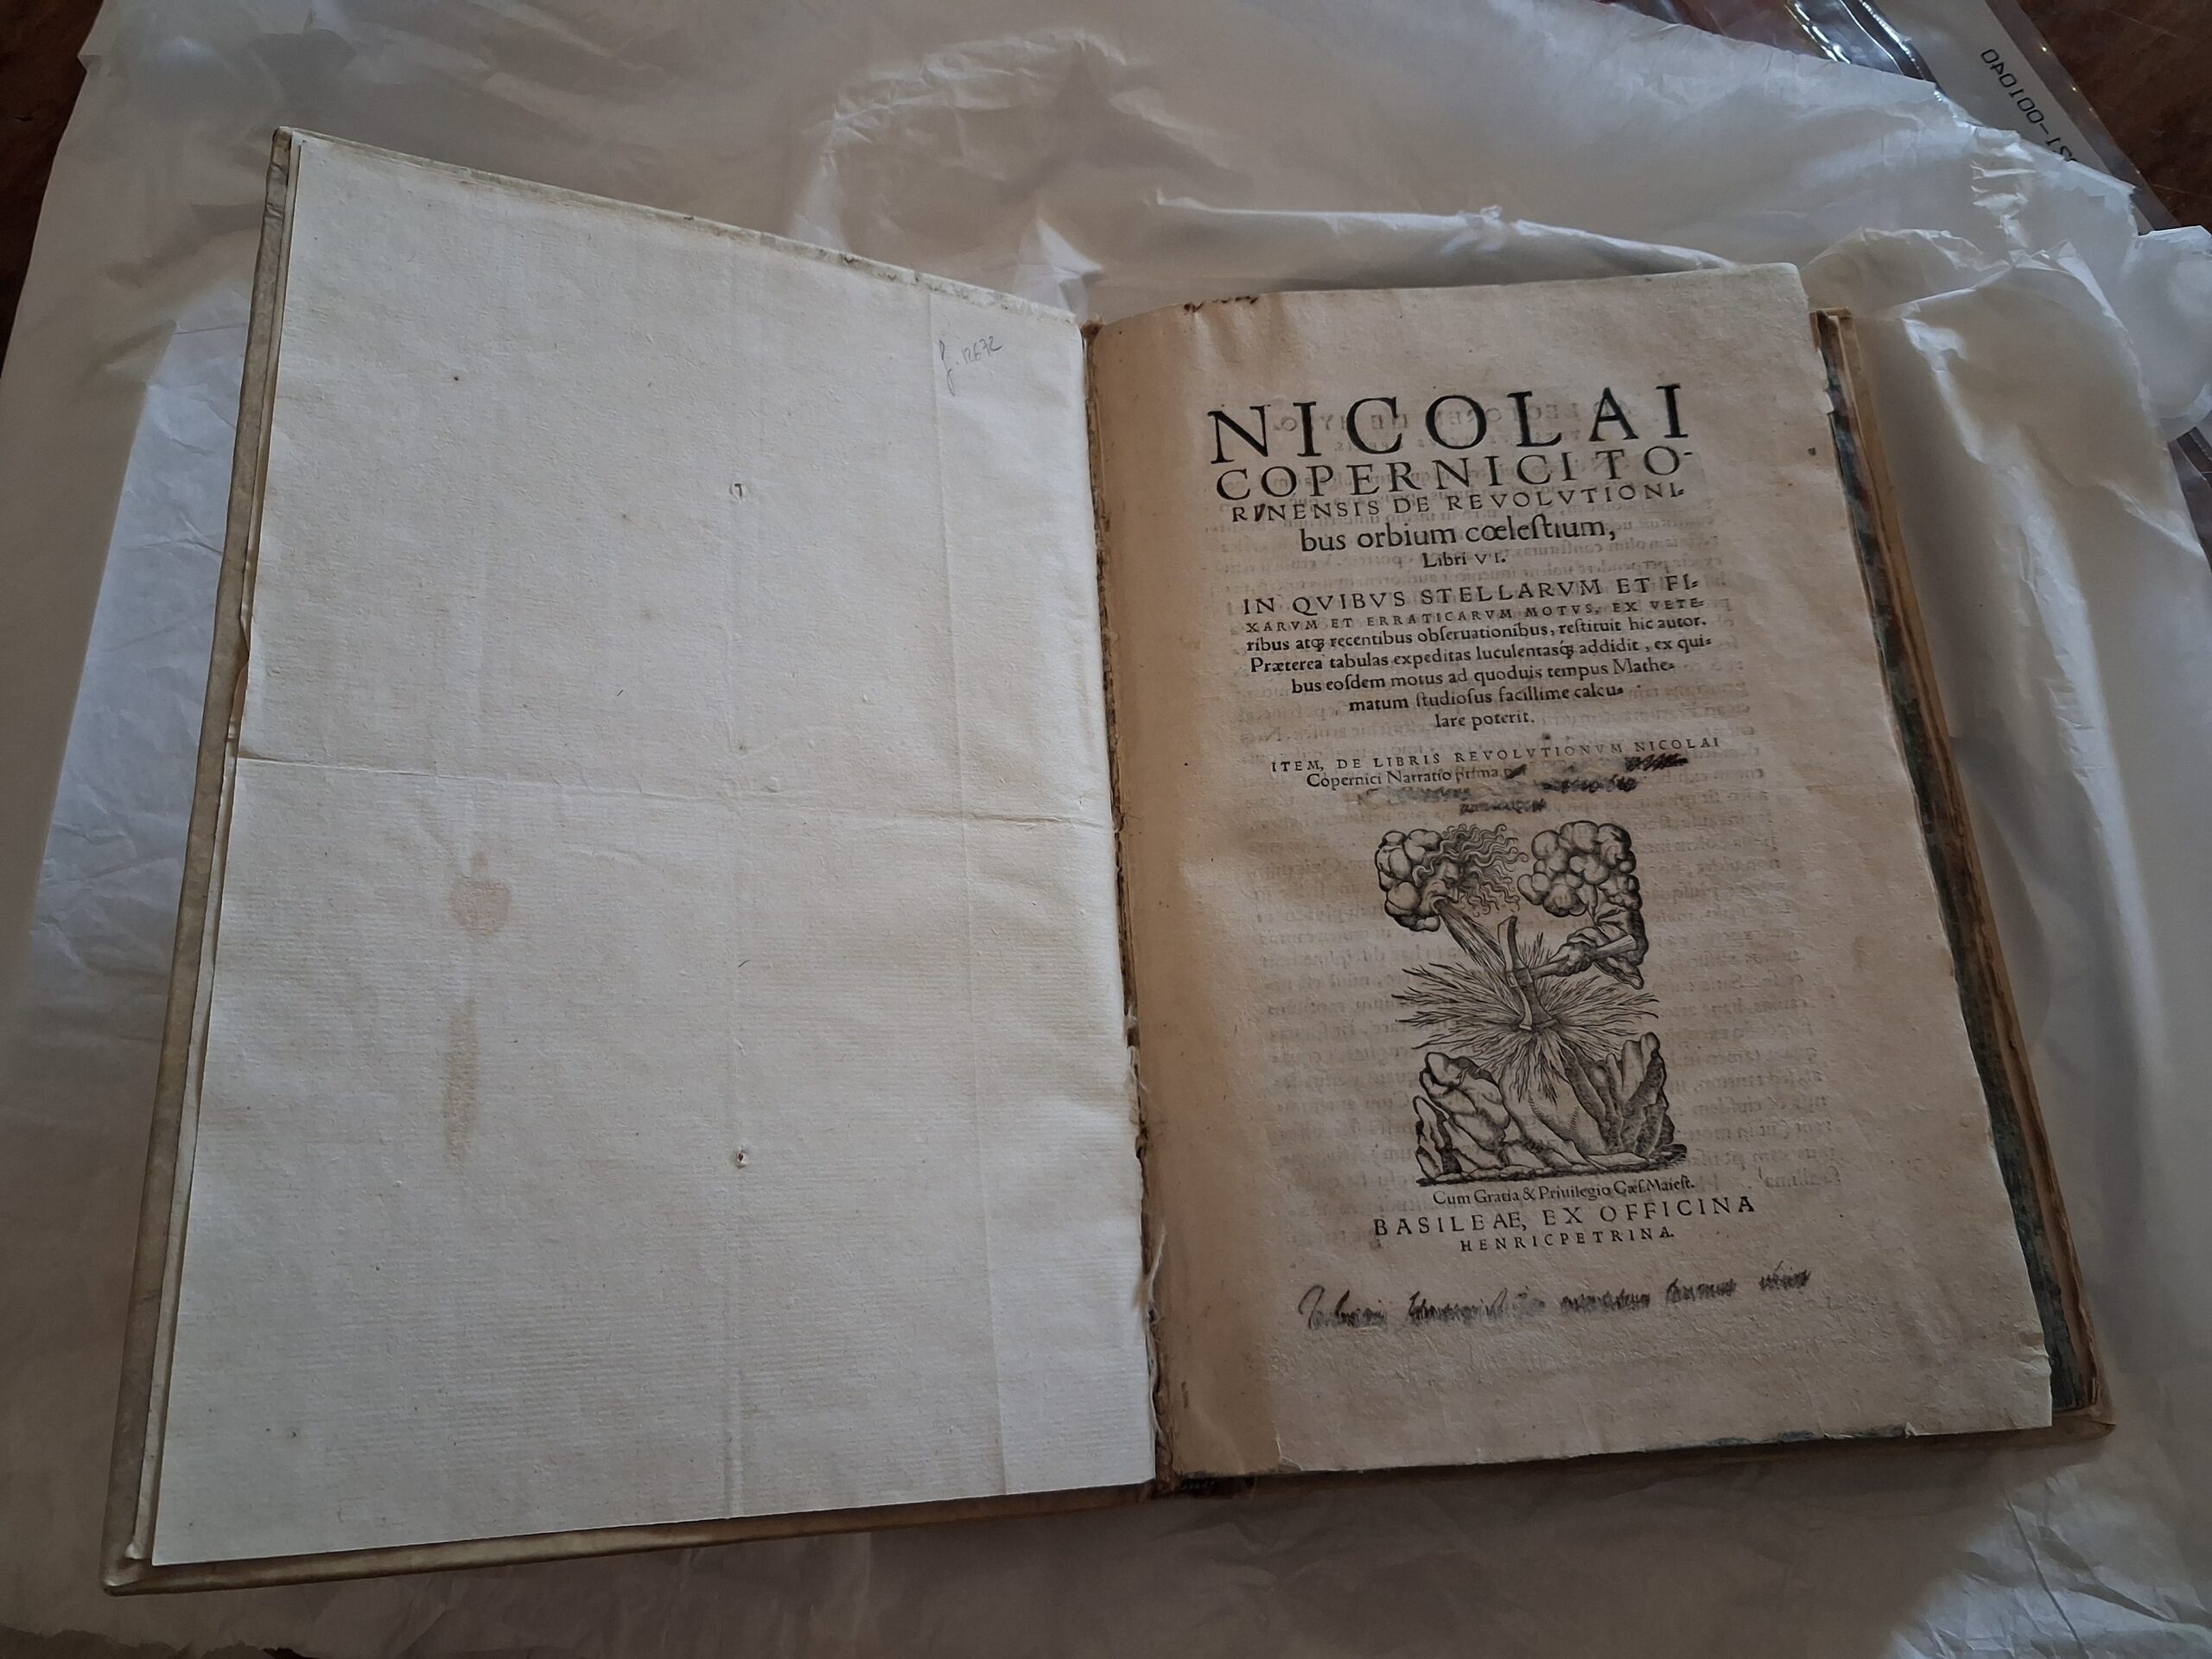 f. 12672
NICOLAI
COPERNICI TO-
RINENSIS DE REVOLVTIONI-
bus orbium cœleſtium,
Libri VI.
IN QVIBVS STELLARVM ET FI-
XARVM ET ERRATICARVM MOTVS, EX VETE-
ribus atq́; recentibus obſeruationibus, reſtituit hic autor.
Præterea tabulas expeditas luculentasq́; addidit, ex qui-
bus eoſdem motus ad quoduis tempus Mathe-
matum ſtudioſus facillime calcu-
lare poterit.
ITEM, DE LIBRIS REVOLVTIONVM NICOLAI
Copernici Narratio prima
Cum Gratia & Priuilegio Cæſ. Maieſt.
BASILEAE, EX OFFICINA
HENRICPETRINA.
-001040